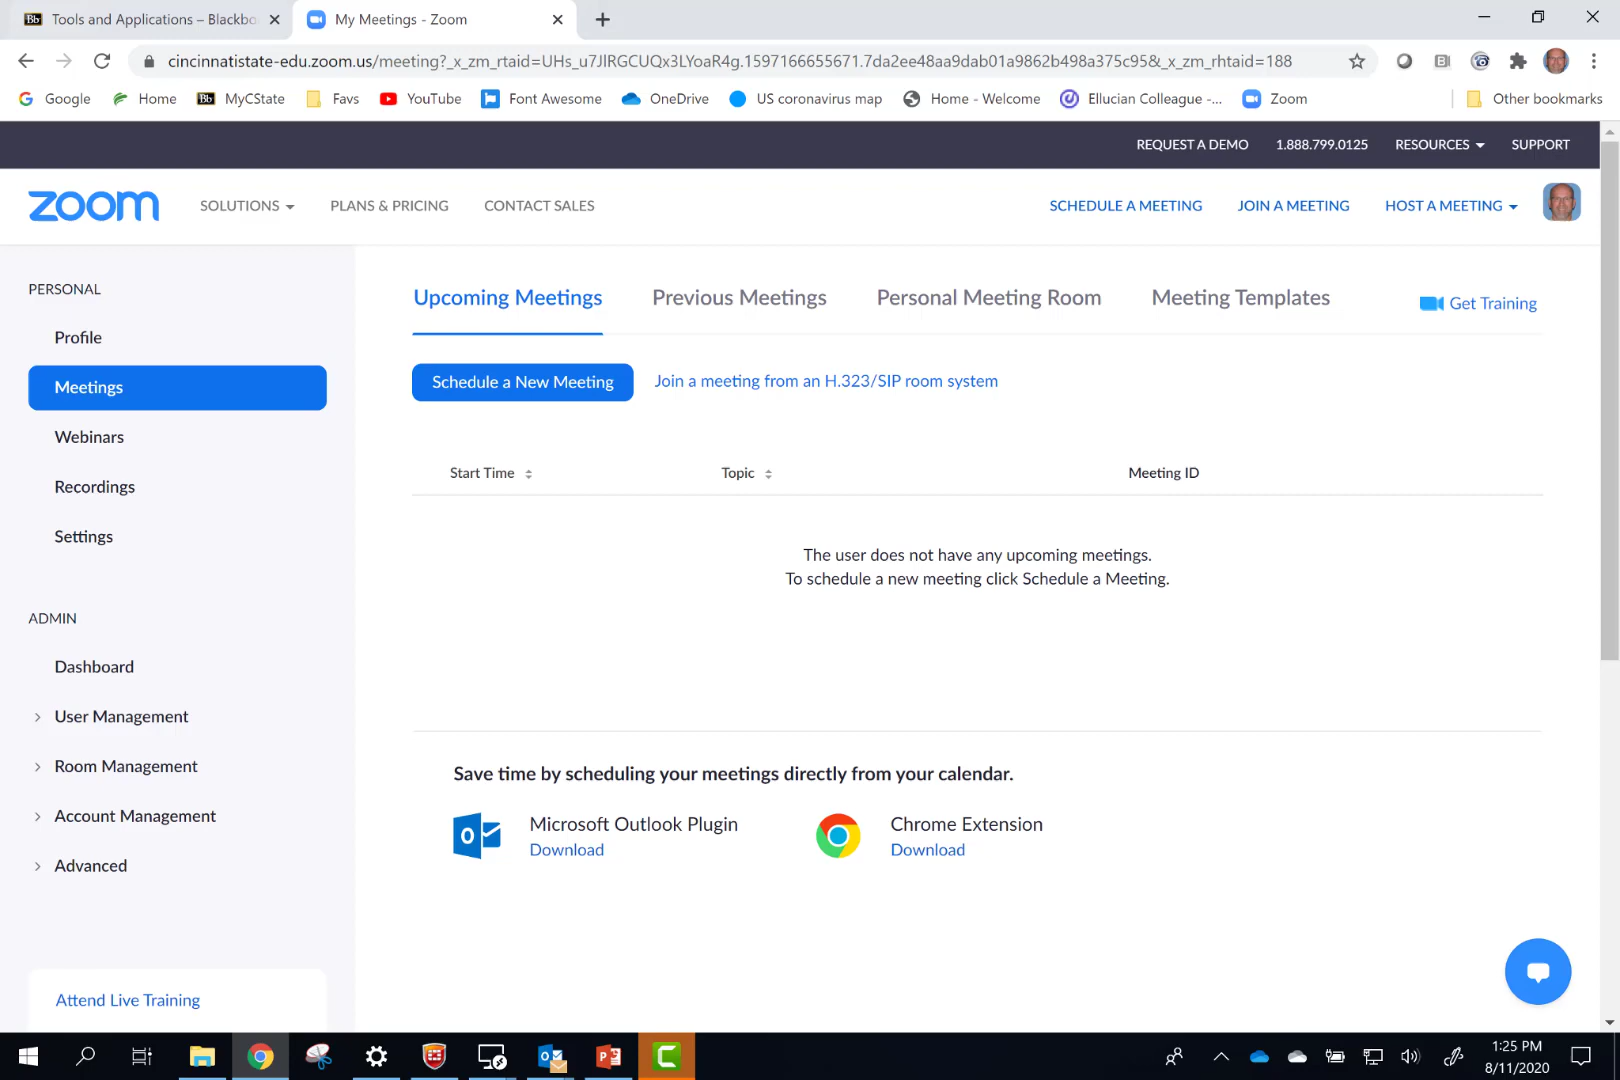 Bb Tools and Applications – Blackbo
My Meetings - Zoom
cincinnatistate-edu.zoom.us/meeting?_x_zm_rtaid=UHs_u7JlRGCUQx3LYoaR4g.1597166655671.7da2ee48aa9dab01a9862b498a375c95&_x_zm_rhtaid=188
Google Home Bb MyCState Favs YouTube Font Awesome OneDrive US coronavirus map Home - Welcome Ellucian Colleague -... Zoom Other bookmarks
REQUEST A DEMO 1.888.799.0125 RESOURCES SUPPORT
zoom SOLUTIONS PLANS & PRICING CONTACT SALES SCHEDULE A MEETING JOIN A MEETING HOST A MEETING
PERSONAL
Profile
Meetings
Webinars
Recordings
Settings
ADMIN
Dashboard
User Management
Room Management
Account Management
Advanced
Attend Live Training
Upcoming Meetings Previous Meetings Personal Meeting Room Meeting Templates Get Training
Schedule a New Meeting Join a meeting from an H.323/SIP room system
Start Time Topic Meeting ID
The user does not have any upcoming meetings.
To schedule a new meeting click Schedule a Meeting.
Save time by scheduling your meetings directly from your calendar.
Microsoft Outlook Plugin
Download
Chrome Extension
Download
1:25 PM
8/11/2020